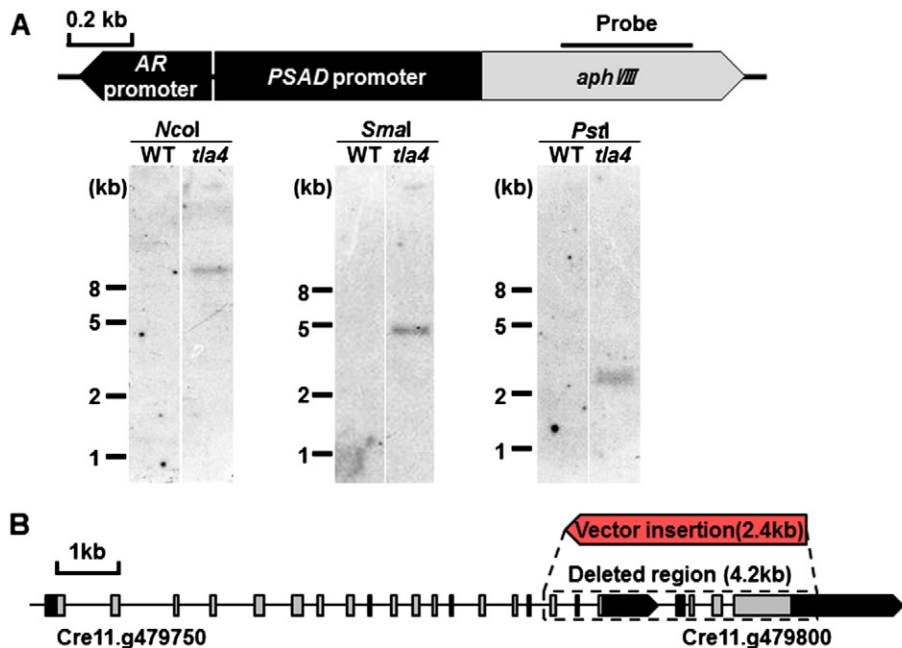 A
0.2 kb
Probe
AR promoter
PSAD promoter
aph VIII
NcoI
SmaI
PstI
WT tla4
WT tla4
WT tla4
(kb)
8
5
2
1
(kb)
8
5
2
1
(kb)
8
5
2
1
B
Vector insertion(2.4kb)
1kb
Deleted region (4.2kb)
Cre11.g479750
Cre11.g479800